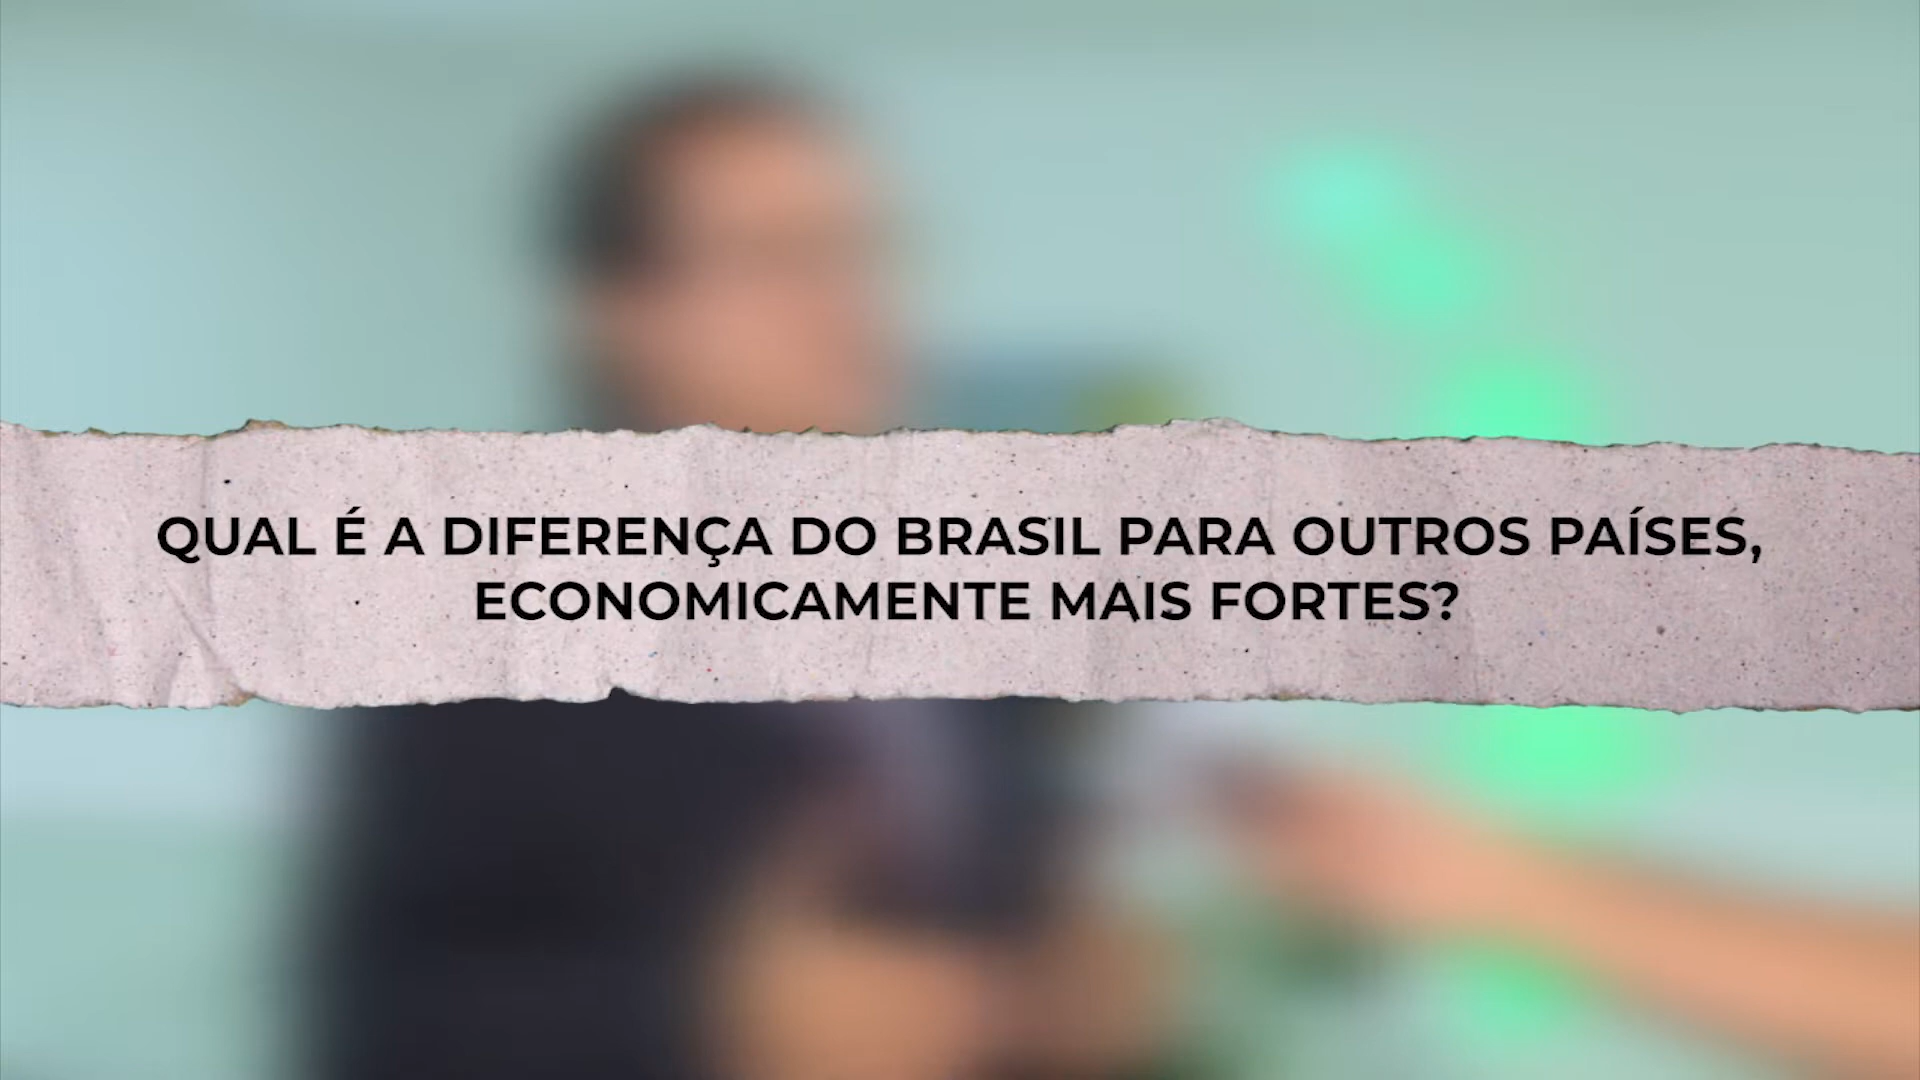 QUAL É A DIFERENÇA DO BRASIL PARA OUTROS PAÍSES,
ECONOMICAMENTE MAIS FORTES?